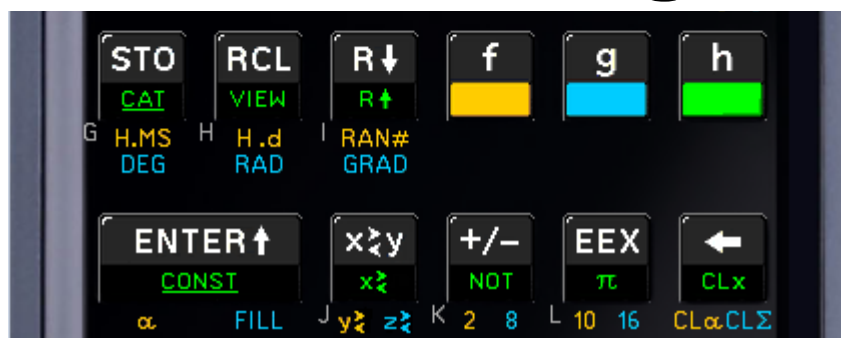 STO RCL R↓ f g h
CAT VIEW R↑
G H.MS H H.d I RAN#
DEG RAD GRAD
ENTER↑ x≷y +/− EEX ←
CONST x≷ NOT π CLx
α FILL J y≷ z≷ K 2 8 L 10 16 CLα CLΣ